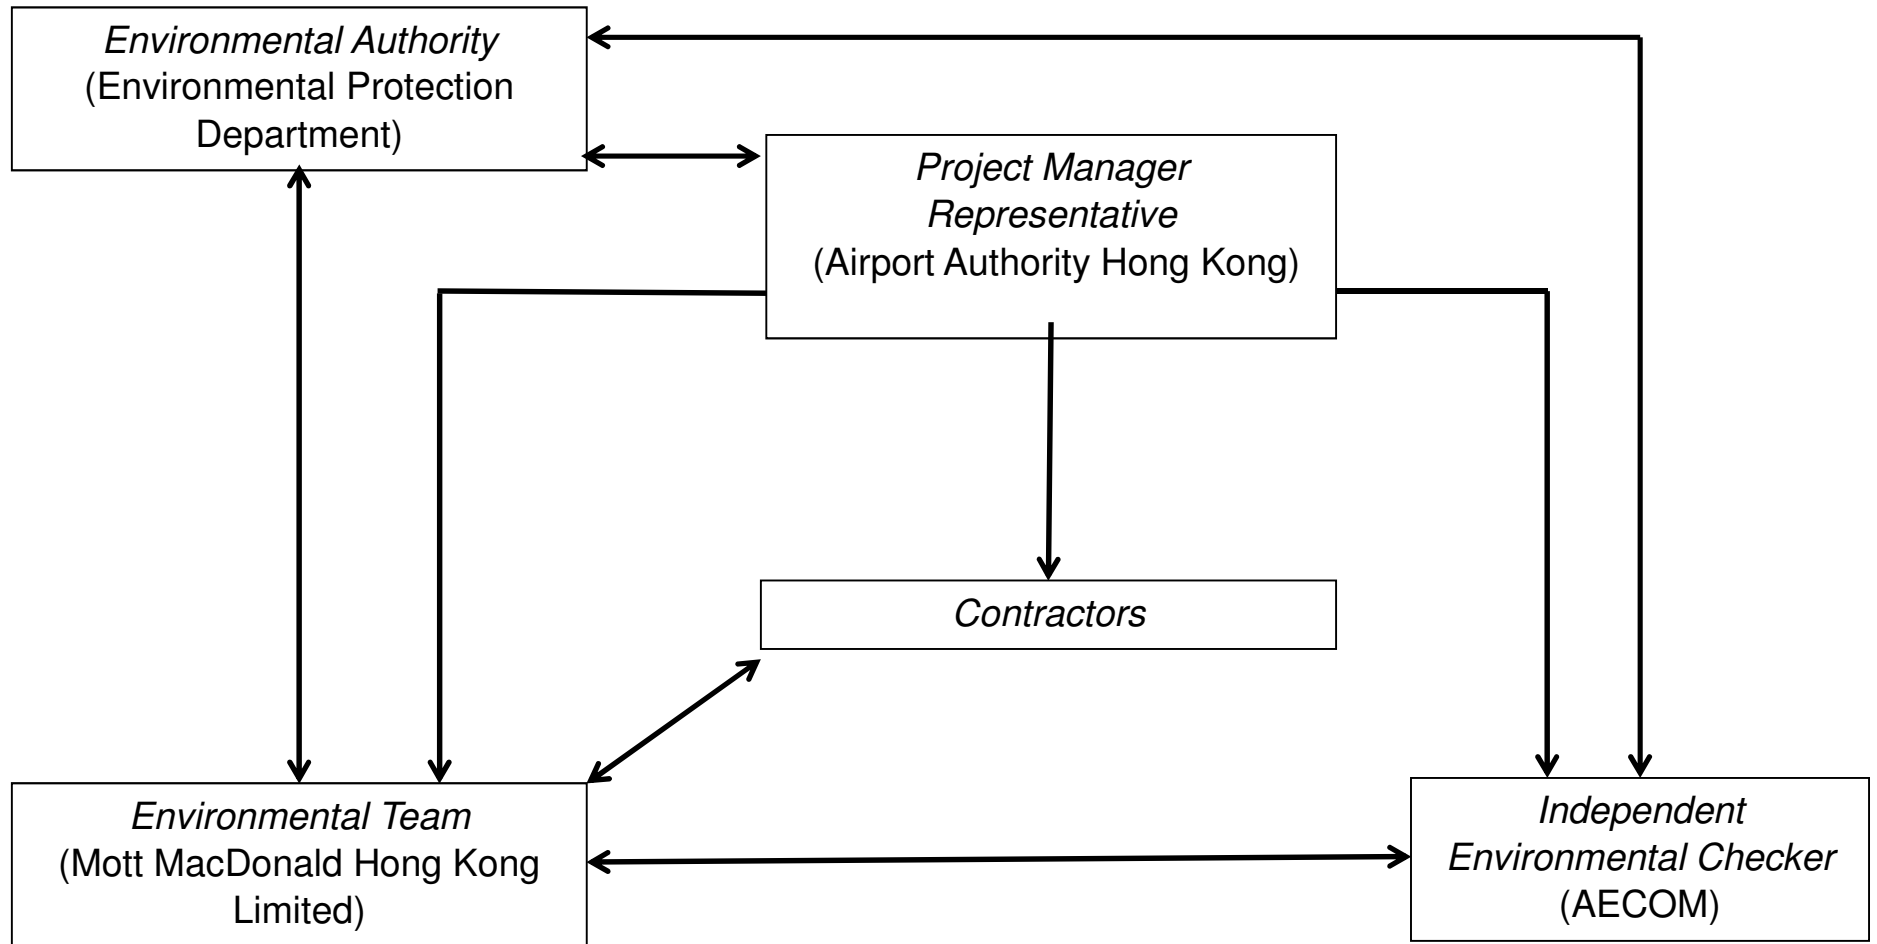 Environmental Authority
(Environmental Protection
Department)
Project Manager
Representative
(Airport Authority Hong Kong)
Contractors
Environmental Team
(Mott MacDonald Hong Kong
Limited)
Independent
Environmental Checker
(AECOM)